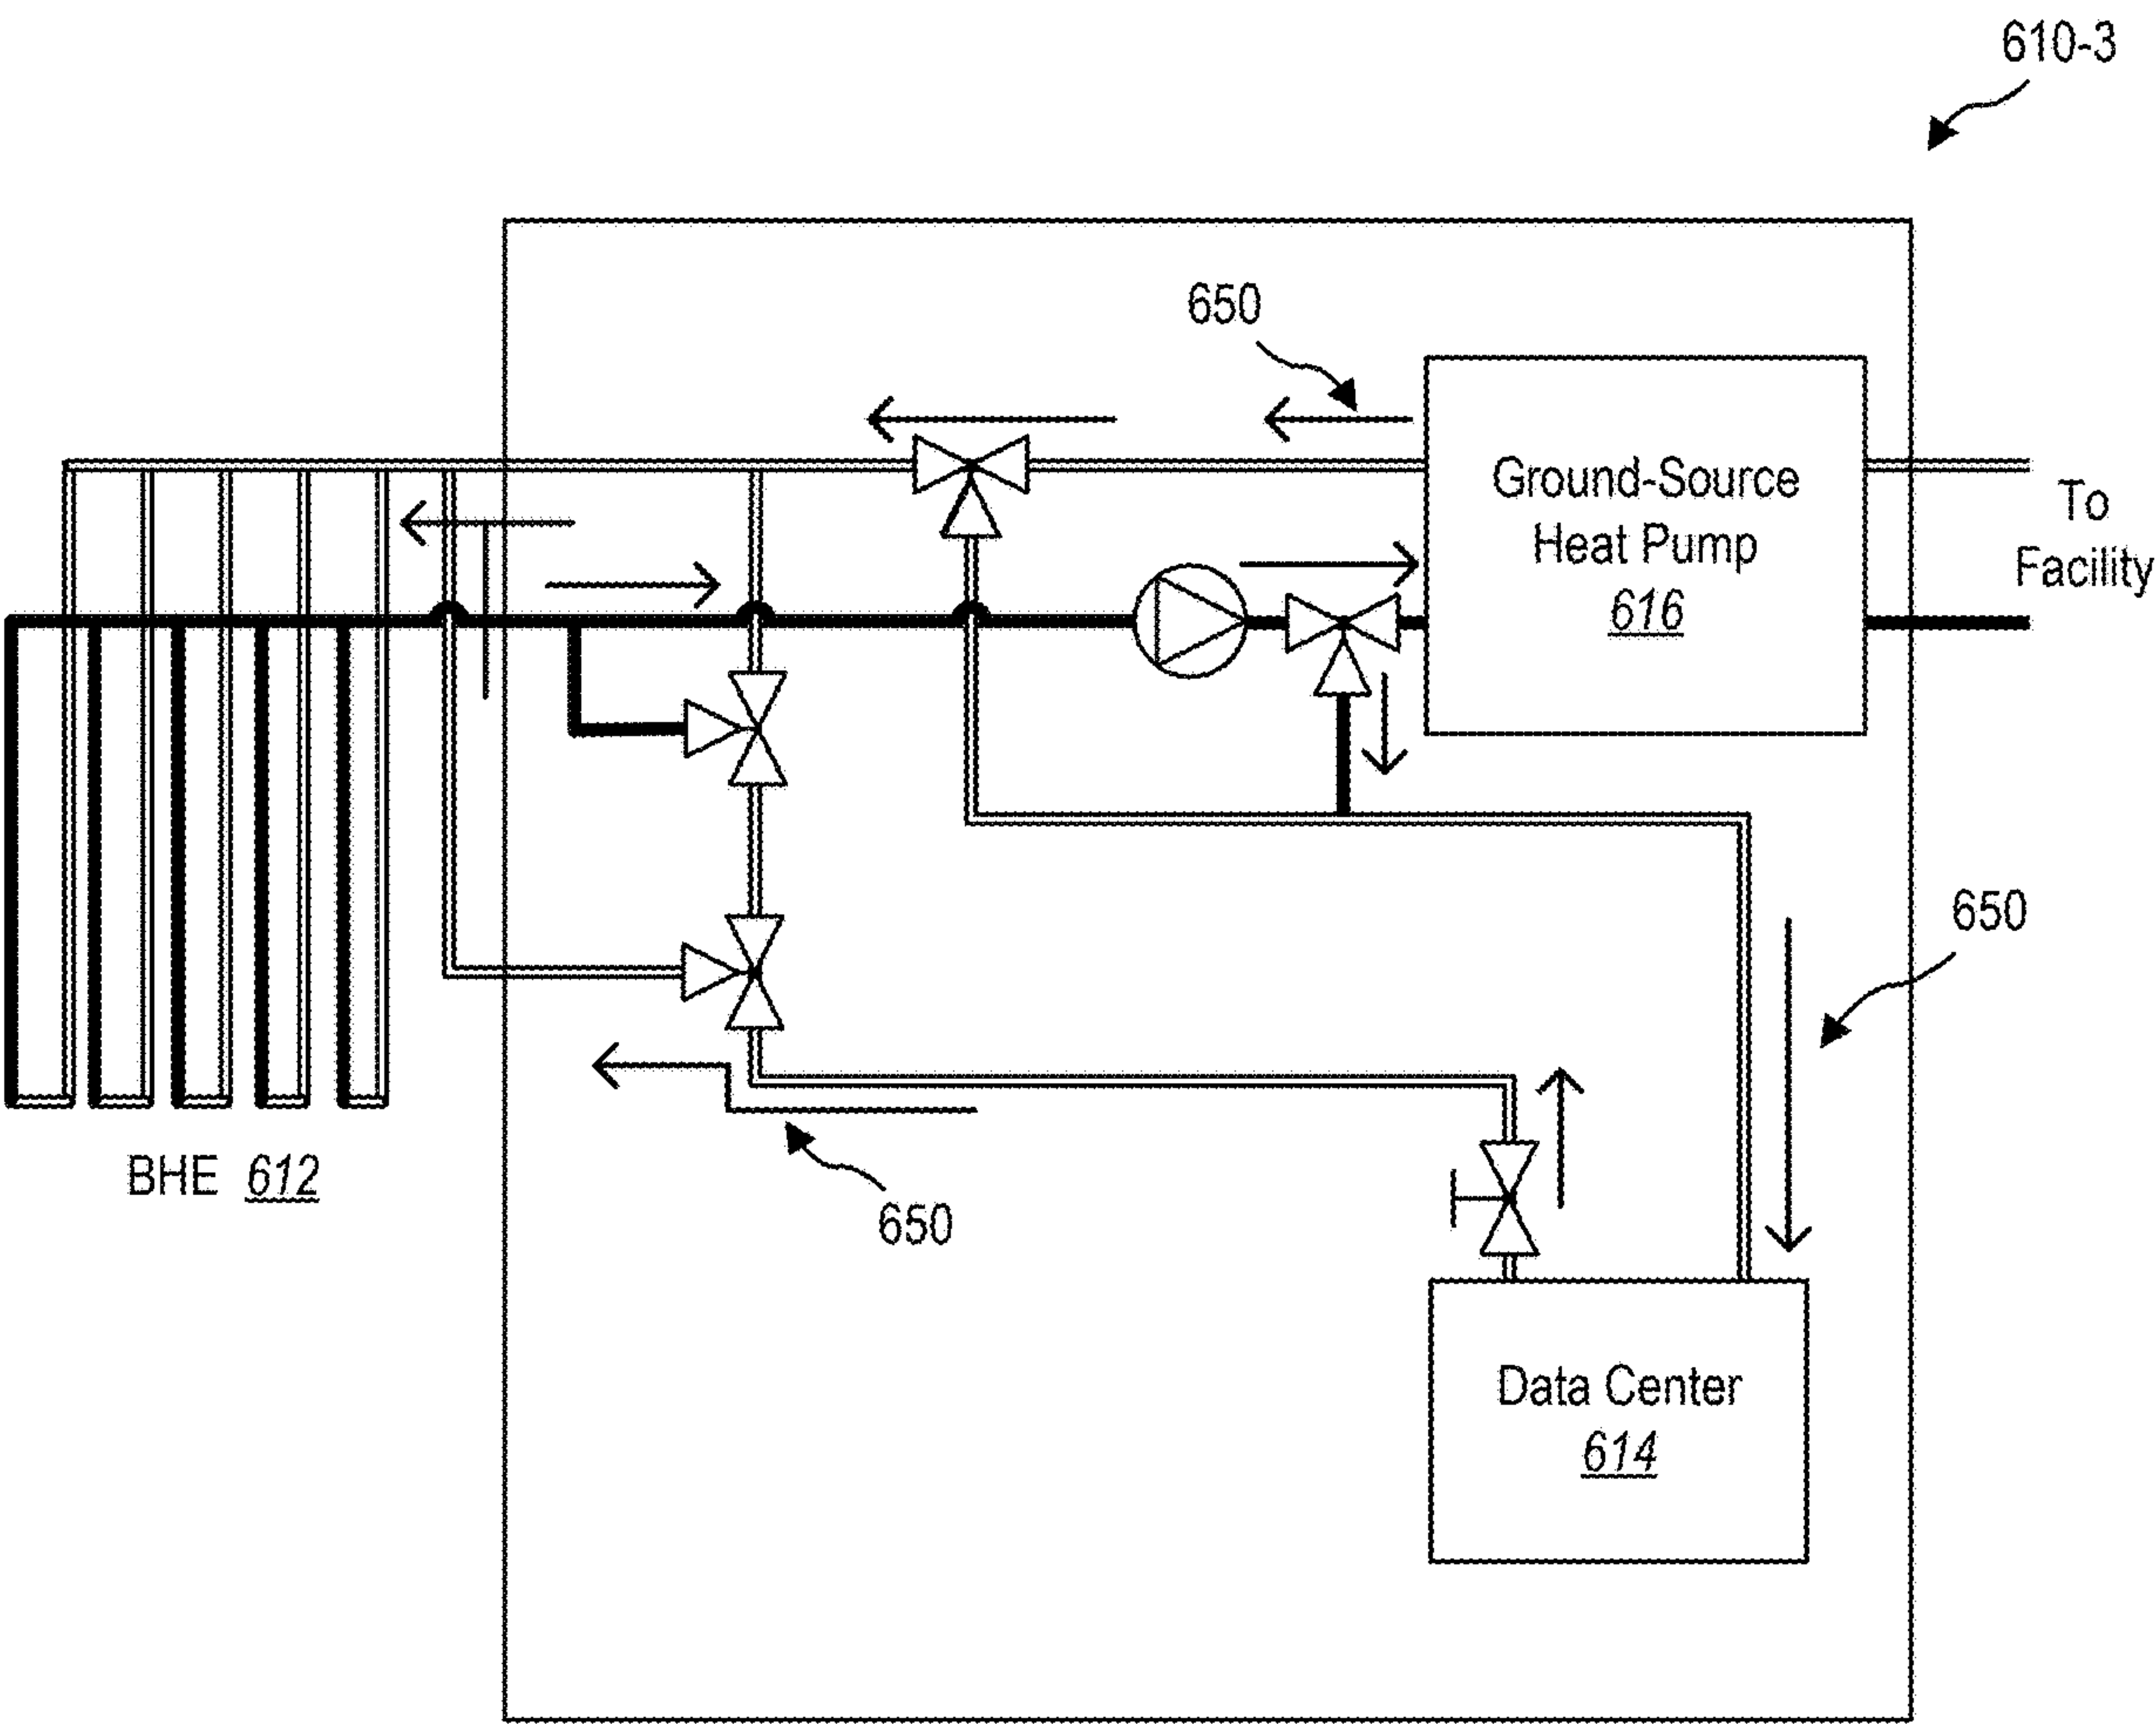 610-3
650
Ground-Source
Heat Pump
616
To
Facility
650
BHE 612
650
Data Center
614